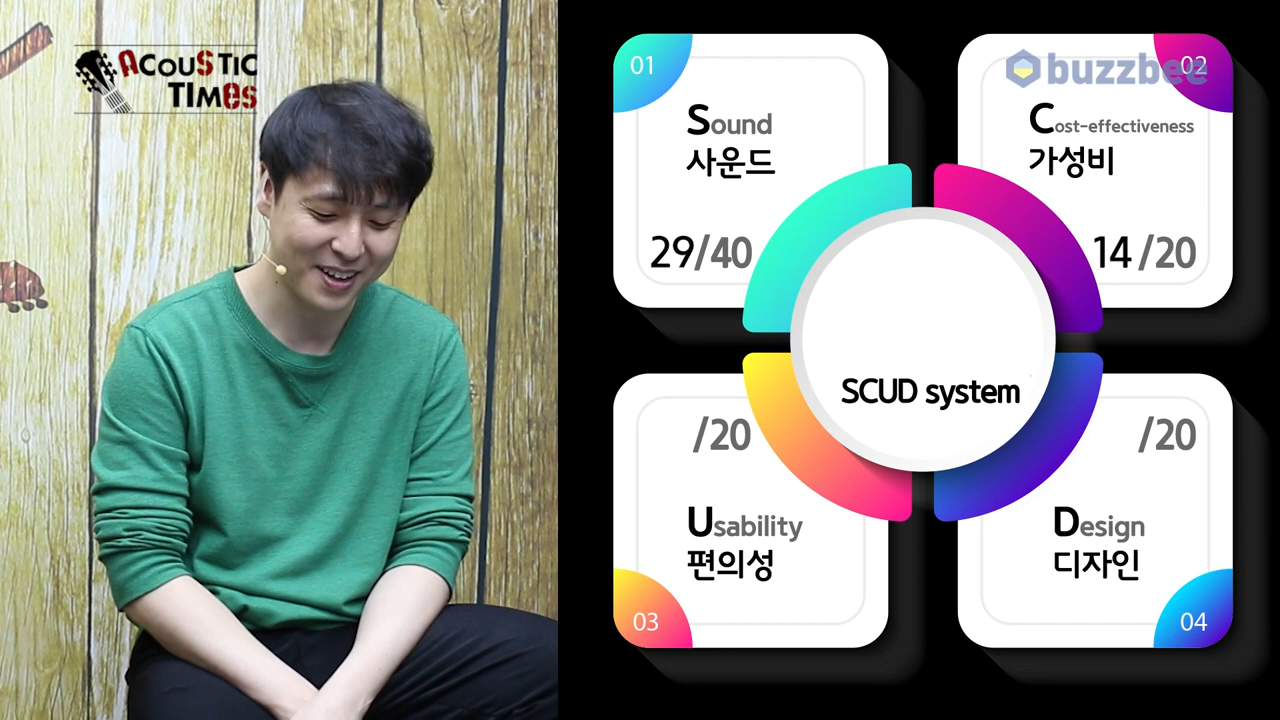 ACOUSTIC
TIMES
01
Sound
사운드
29/40
buzzbee
02
Cost-effectiveness
가성비
14/20
SCUD system
/20
Usability
편의성
03
/20
Design
디자인
04